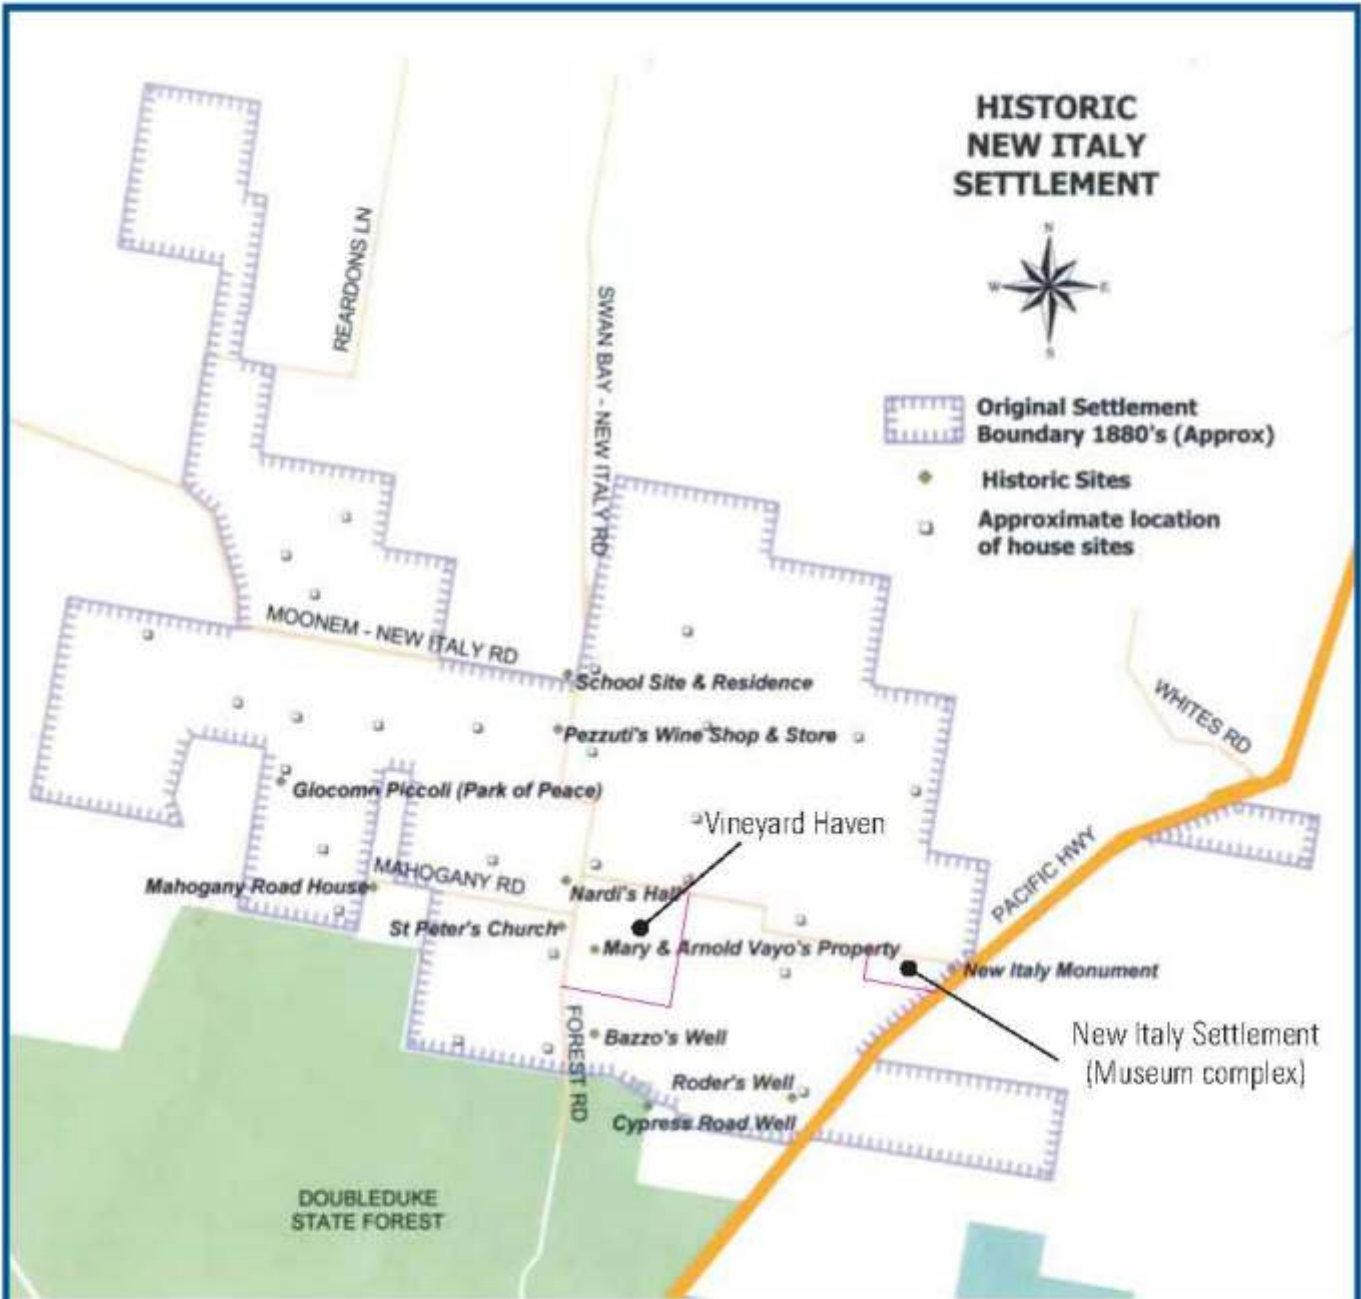 HISTORIC
NEW ITALY
SETTLEMENT
N
W
E
S
REARDONS LN
SWAN BAY - NEW ITALY RD
Original Settlement
Boundary 1880's (Approx)
Historic Sites
Approximate location
of house sites
MOONEM - NEW ITALY RD
School Site & Residence
WHITES RD
Pezzuti's Wine Shop & Store
Giocomo Piccoli (Park of Peace)
Vineyard Haven
PACIFIC HWY
MAHOGANY RD
Mahogany Road House
Nardi's Hall
St Peter's Church
Mary & Arnold Vayo's Property
New Italy Monument
FOREST RD
Bazzo's Well
New Italy Settlement
(Museum complex)
Roder's Well
Cypress Road Well
DOUBLEDUKE
STATE FOREST